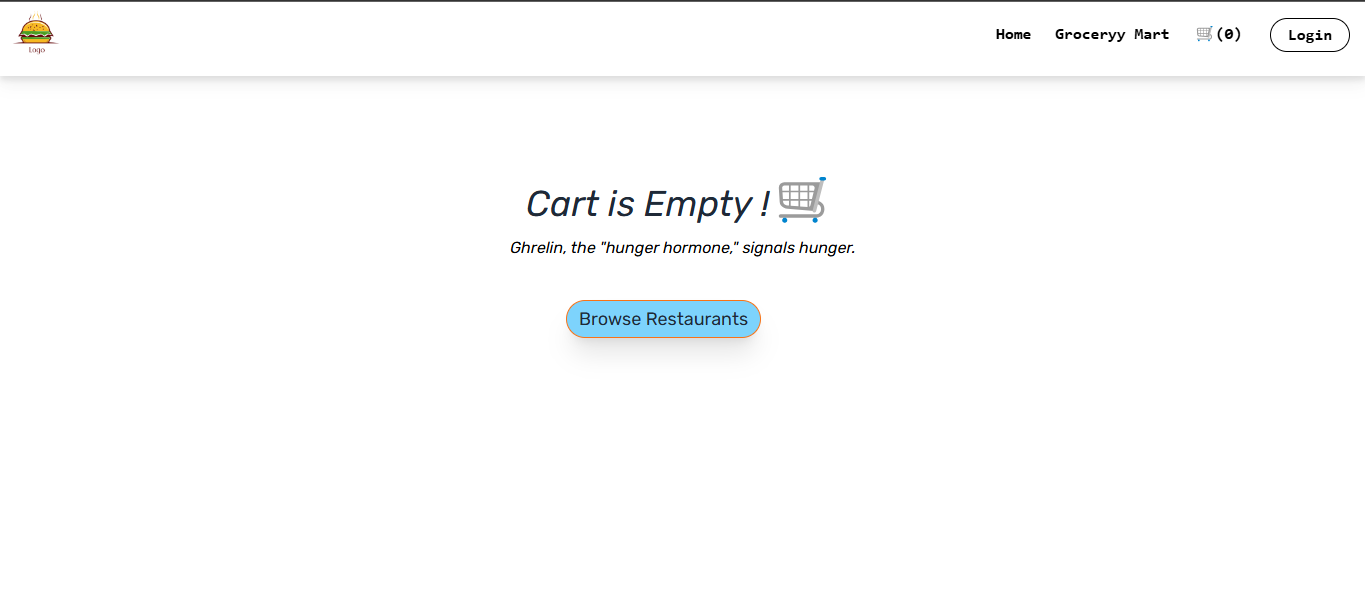 Logo
Home Groceryy Mart 🛒(0) Login
Cart is Empty ! 🛒
Ghrelin, the "hunger hormone," signals hunger.
Browse Restaurants